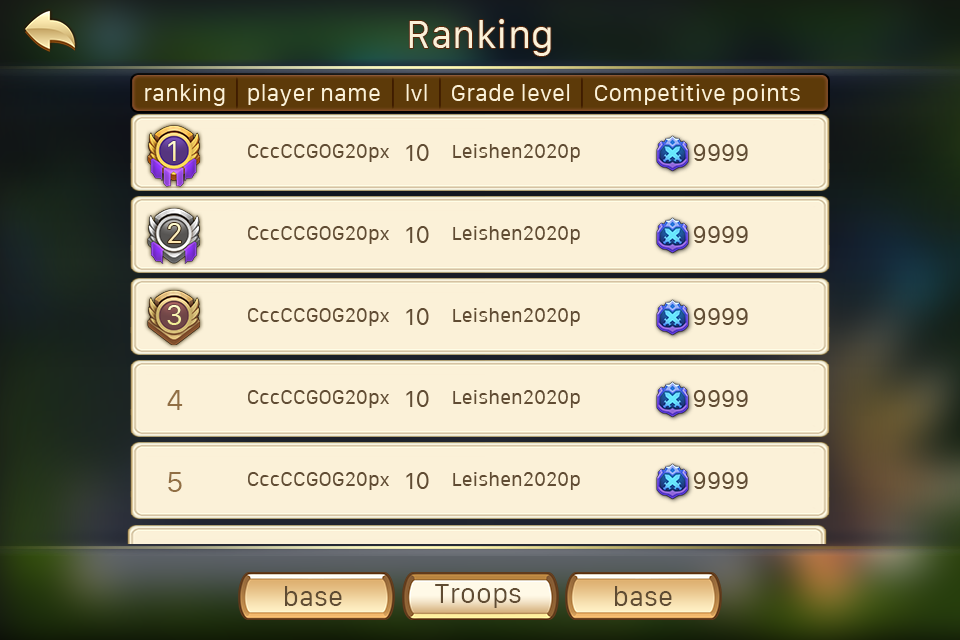 Ranking
ranking player name lvl Grade level Competitive points
1 CccCCGOG20px 10 Leishen2020p 9999
2 CccCCGOG20px 10 Leishen2020p 9999
3 CccCCGOG20px 10 Leishen2020p 9999
4 CccCCGOG20px 10 Leishen2020p 9999
5 CccCCGOG20px 10 Leishen2020p 9999
base Troops base